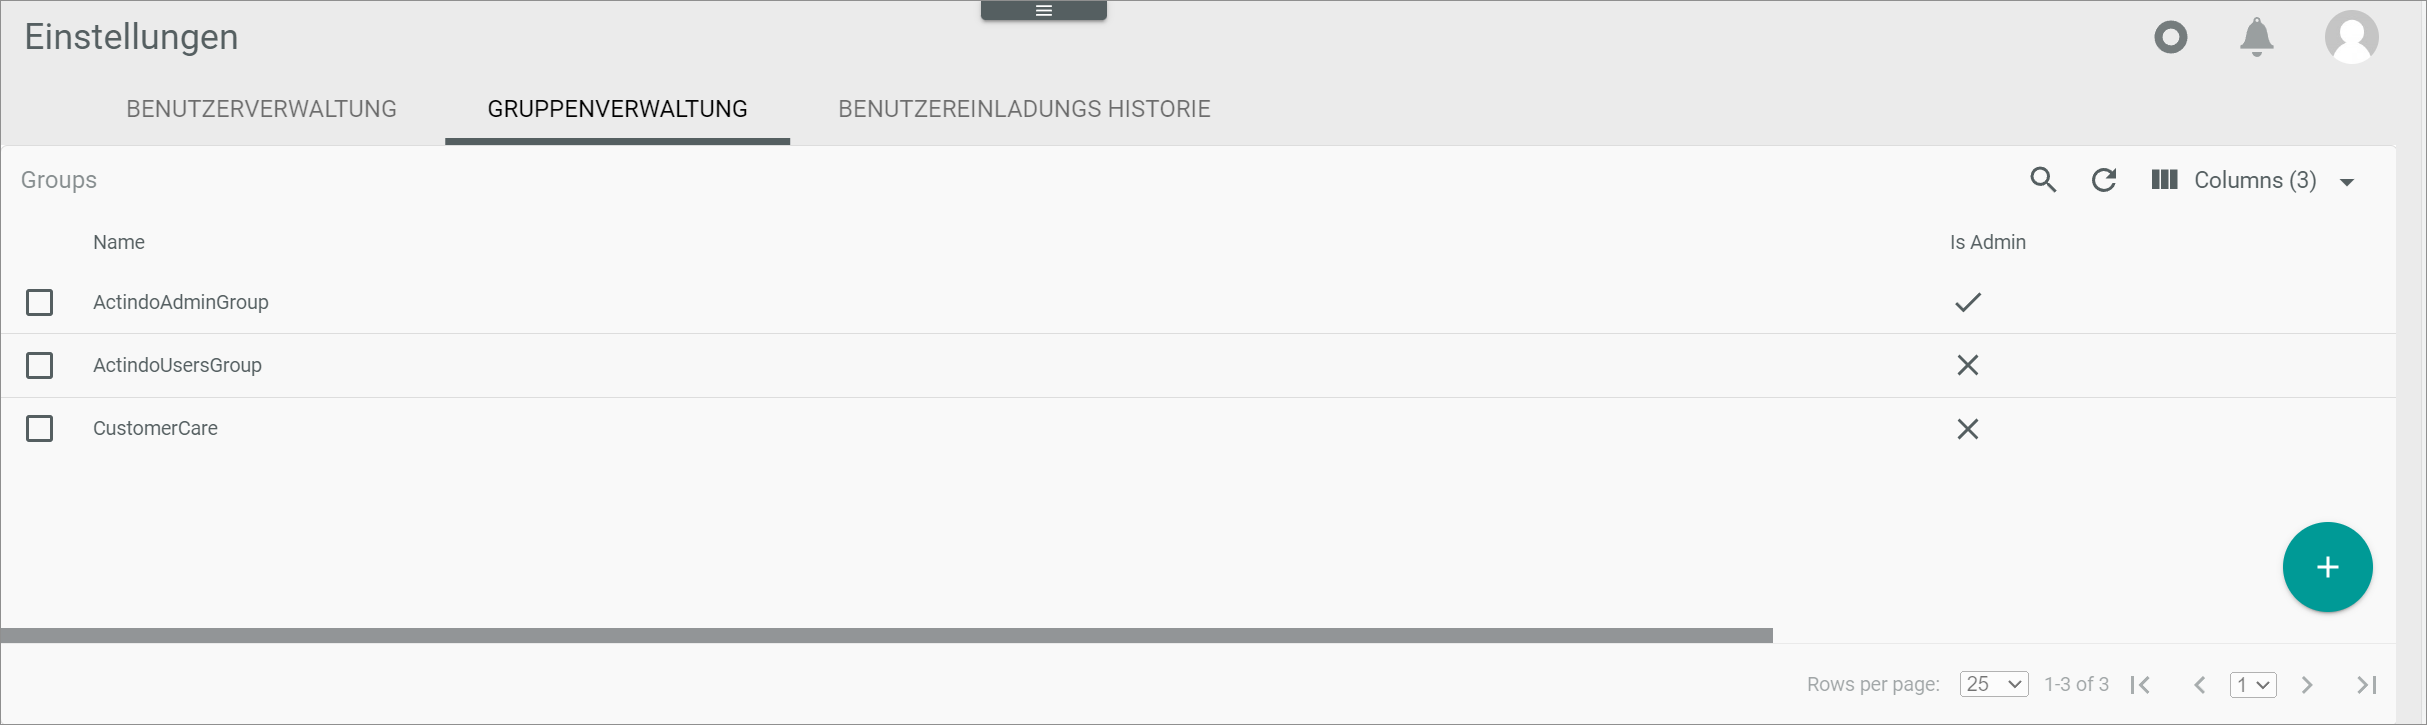 Einstellungen
BENUTZERVERWALTUNG GRUPPENVERWALTUNG BENUTZEREINLADUNGS HISTORIE
Groups Columns (3)
Name Is Admin
ActindoAdminGroup
ActindoUsersGroup
CustomerCare
Rows per page: 25 1-3 of 3 1